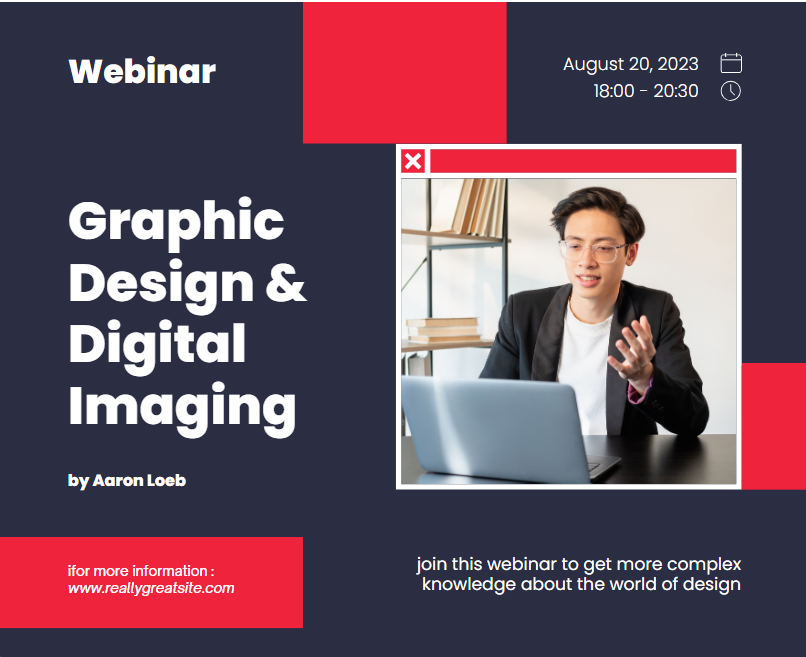 Webinar
August 20, 2023
18:00 - 20:30
Graphic
Design &
Digital
Imaging
by Aaron Loeb
ifor more information :
www.reallygreatsite.com
join this webinar to get more complex
knowledge about the world of design